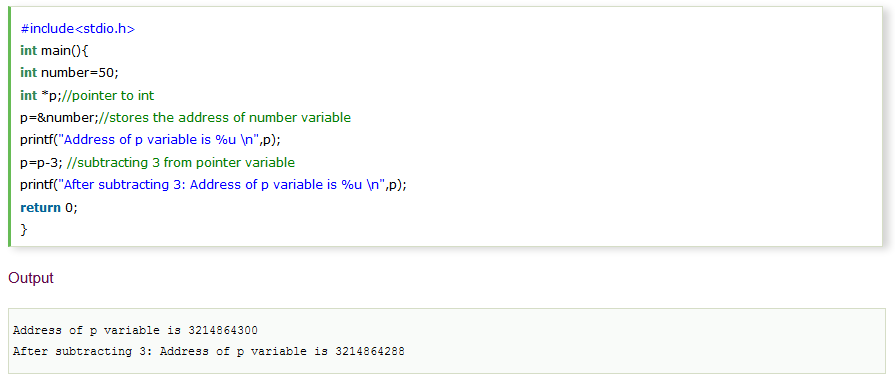 #include<stdio.h>
int main(){
int number=50;
int *p;//pointer to int
p=&number;//stores the address of number variable
printf("Address of p variable is %u \n",p);
p=p-3; //subtracting 3 from pointer variable
printf("After subtracting 3: Address of p variable is %u \n",p);
return 0;
}
Output
Address of p variable is 3214864300
After subtracting 3: Address of p variable is 3214864288